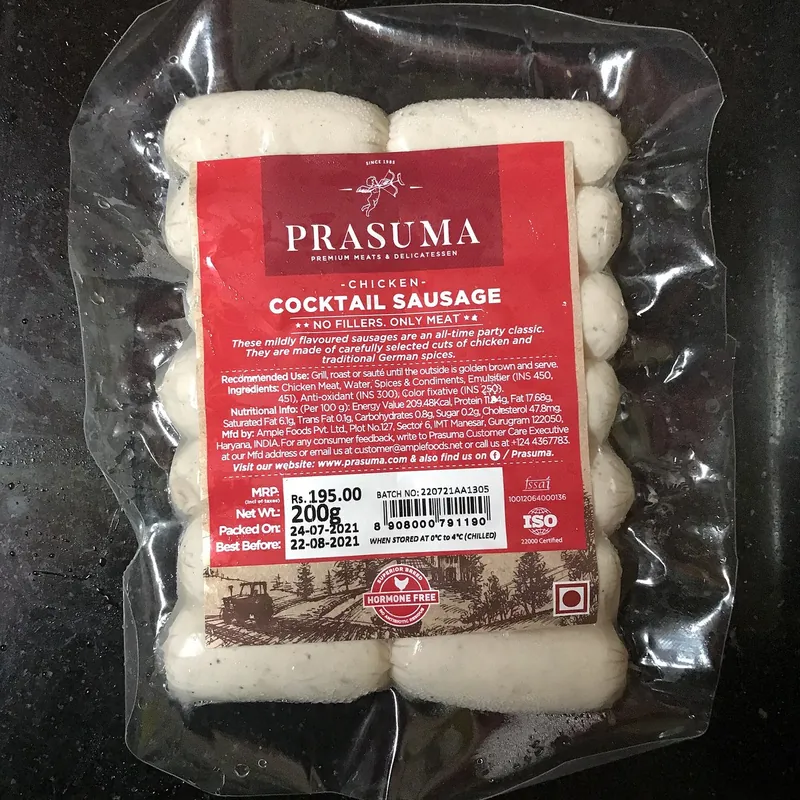 SINCE 1985
PRASUMA
PREMIUM MEATS & DELICATESSEN
-CHICKEN-
COCKTAIL SAUSAGE
★★ NO FILLERS. ONLY MEAT ★★
These mildly flavoured sausages are an all-time party classic.
They are made of carefully selected cuts of chicken and
traditional German spices.
Recommended Use: Grill, roast or sauté until the outside is golden brown and serve.
Ingredients: Chicken Meat, Water, Spices & Condiments, Emulsifier (INS 450,
451), Anti-oxidant (INS 300), Color fixative (INS 250).
Nutritional Info: (Per 100 g): Energy Value 209.48Kcal, Protein Fat 17.68g,
Saturated Fat 6.1g, Trans Fat 0.1g, Carbohydrates 0.8g, Sugar 0.2g, Cholesterol 47.8mg.
Mfd by: Ample Foods Pvt. Ltd., Plot No.127, Sector 6, IMT Manesar, Gurugram 122050,
Haryana, INDIA. For any consumer feedback, write to Prasuma Customer Care Executive
at our Mfd address or email us at customer@amplefoods.net or call us at +124 4367783.
Visit our website: www.prasuma.com & also find us on f / Prasuma.
MRP: Rs. 195.00
(Incl of taxes)
Net Wt.: 200g
Packed On: 24-07-2021
Best Before: 22-08-2021
BATCH NO: 220721AA1305
8 908000 791190
WHEN STORED AT 0°C to 4°C (CHILLED)
fssai
10012064000136
ISO
22000 Certified
SUPERIOR BREED
HORMONE FREE